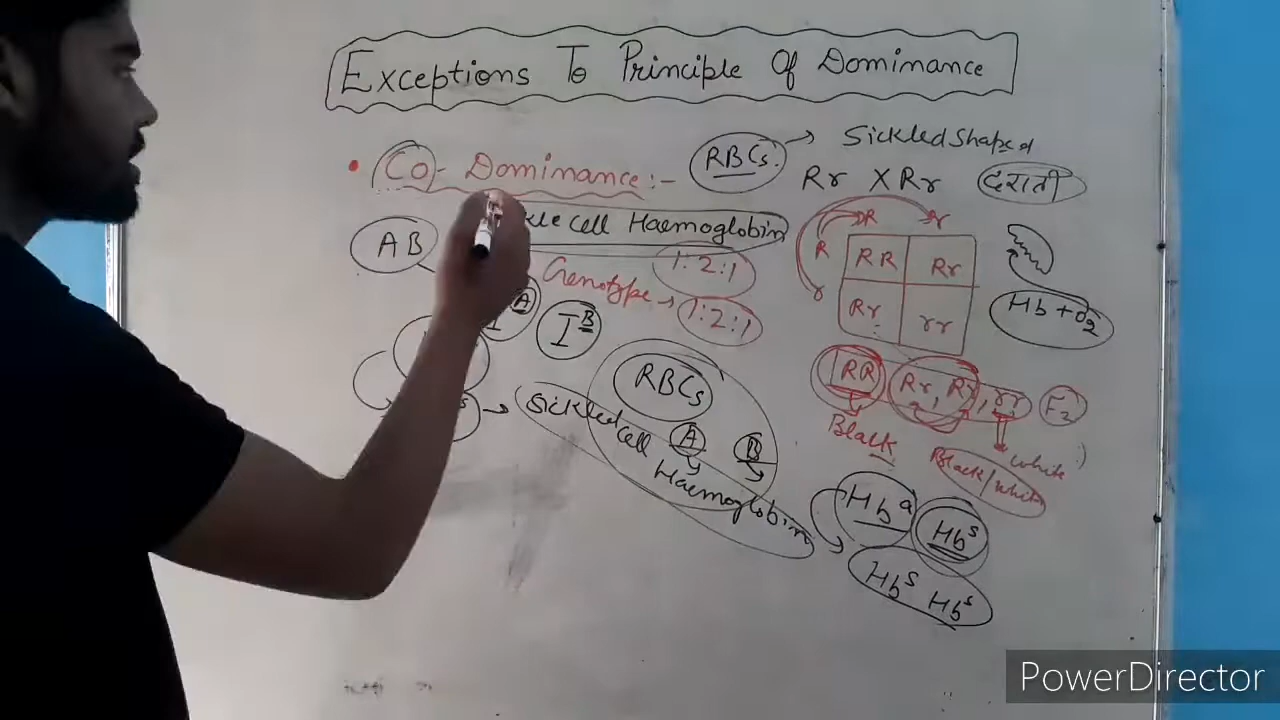 Exceptions To Principle Of Dominance
• Co-Dominance:-
RBCs. → Sickled Shape of
Rr X Rr दराती
Cell Haemoglobin
AB
1:2:1
Genotype → 1:2:1
I^A I^B
R r
R RR Rr
r Rr rr
Hb + O₂
RBCs
RR Rr, Rr, rr F₂
Black Black/White White
→ Sickled Cell Haemoglobin
A B
Hb^a Hb^s
Hb^s Hb^s
PowerDirector